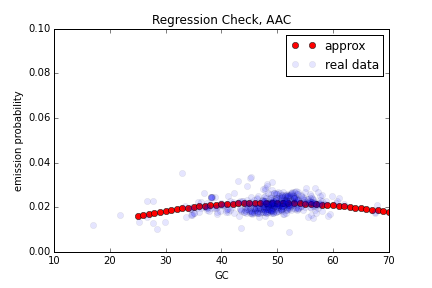 Regression Check, AAC
0.10
0.08
0.06
0.04
0.02
0.00
emission probability
approx
real data
10 20 30 40 50 60 70
GC